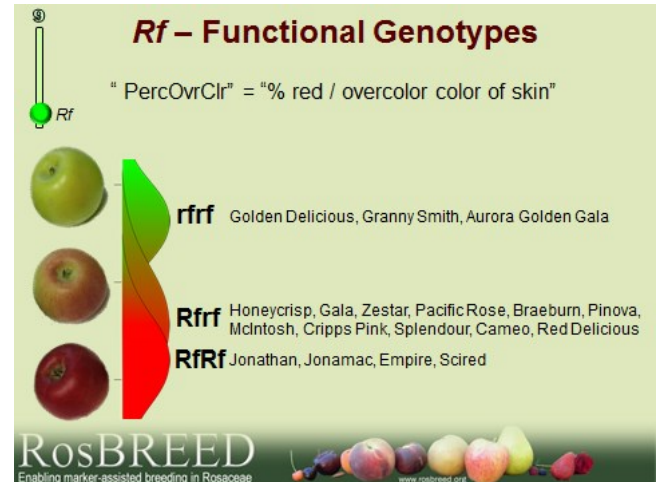 9
Rf – Functional Genotypes
“ PercOvrClr” = “% red / overcolor color of skin”
Rf
rfrf Golden Delicious, Granny Smith, Aurora Golden Gala
Rfrf Honeycrisp, Gala, Zestar, Pacific Rose, Braeburn, Pinova,
McIntosh, Cripps Pink, Splendour, Cameo, Red Delicious
RfRf Jonathan, Jonamac, Empire, Scired
RosBREED
Enabling marker-assisted breeding in Rosaceae
www.rosbreed.org